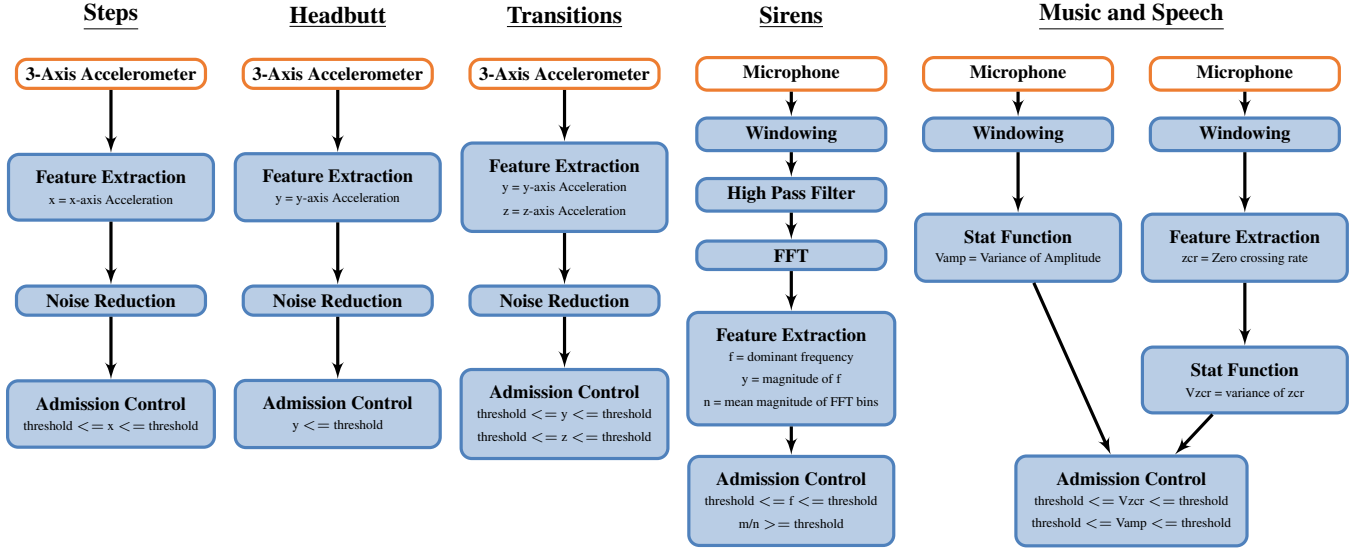 Steps
3-Axis Accelerometer
Feature Extraction
x = x-axis Acceleration
Noise Reduction
Admission Control
threshold <= x <= threshold
Headbutt
3-Axis Accelerometer
Feature Extraction
y = y-axis Acceleration
Noise Reduction
Admission Control
y <= threshold
Transitions
3-Axis Accelerometer
Feature Extraction
y = y-axis Acceleration
z = z-axis Acceleration
Noise Reduction
Admission Control
threshold <= y <= threshold
threshold <= z <= threshold
Sirens
Microphone
Windowing
High Pass Filter
FFT
Feature Extraction
f = dominant frequency
y = magnitude of f
n = mean magnitude of FFT bins
Admission Control
threshold <= f <= threshold
m/n >= threshold
Music and Speech
Microphone
Windowing
Stat Function
Vamp = Variance of Amplitude
Microphone
Windowing
Feature Extraction
zcr = Zero crossing rate
Stat Function
Vzcr = variance of zcr
Admission Control
threshold <= Vzcr <= threshold
threshold <= Vamp <= threshold